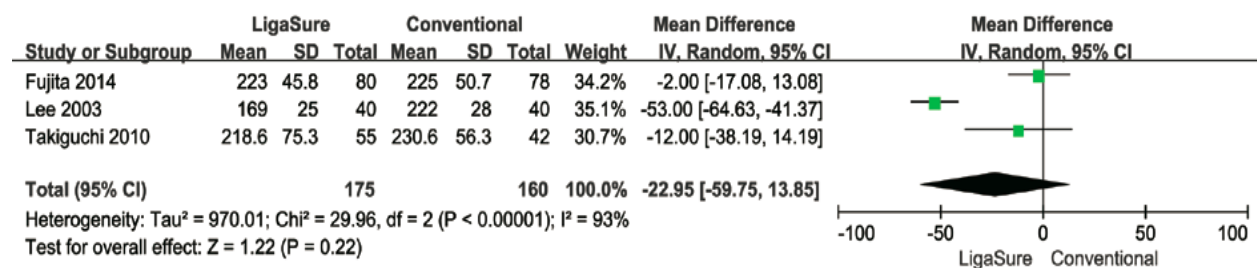 LigaSure Conventional Mean Difference Mean Difference
Study or Subgroup Mean SD Total Mean SD Total Weight IV, Random, 95% CI IV, Random, 95% CI
Fujita 2014 223 45.8 80 225 50.7 78 34.2% -2.00 [-17.08, 13.08]
Lee 2003 169 25 40 222 28 40 35.1% -53.00 [-64.63, -41.37]
Takiguchi 2010 218.6 75.3 55 230.6 56.3 42 30.7% -12.00 [-38.19, 14.19]
Total (95% CI) 175 160 100.0% -22.95 [-59.75, 13.85]
Heterogeneity: Tau² = 970.01; Chi² = 29.96, df = 2 (P < 0.00001); I² = 93%
Test for overall effect: Z = 1.22 (P = 0.22)
-100 -50 0 50 100
LigaSure Conventional